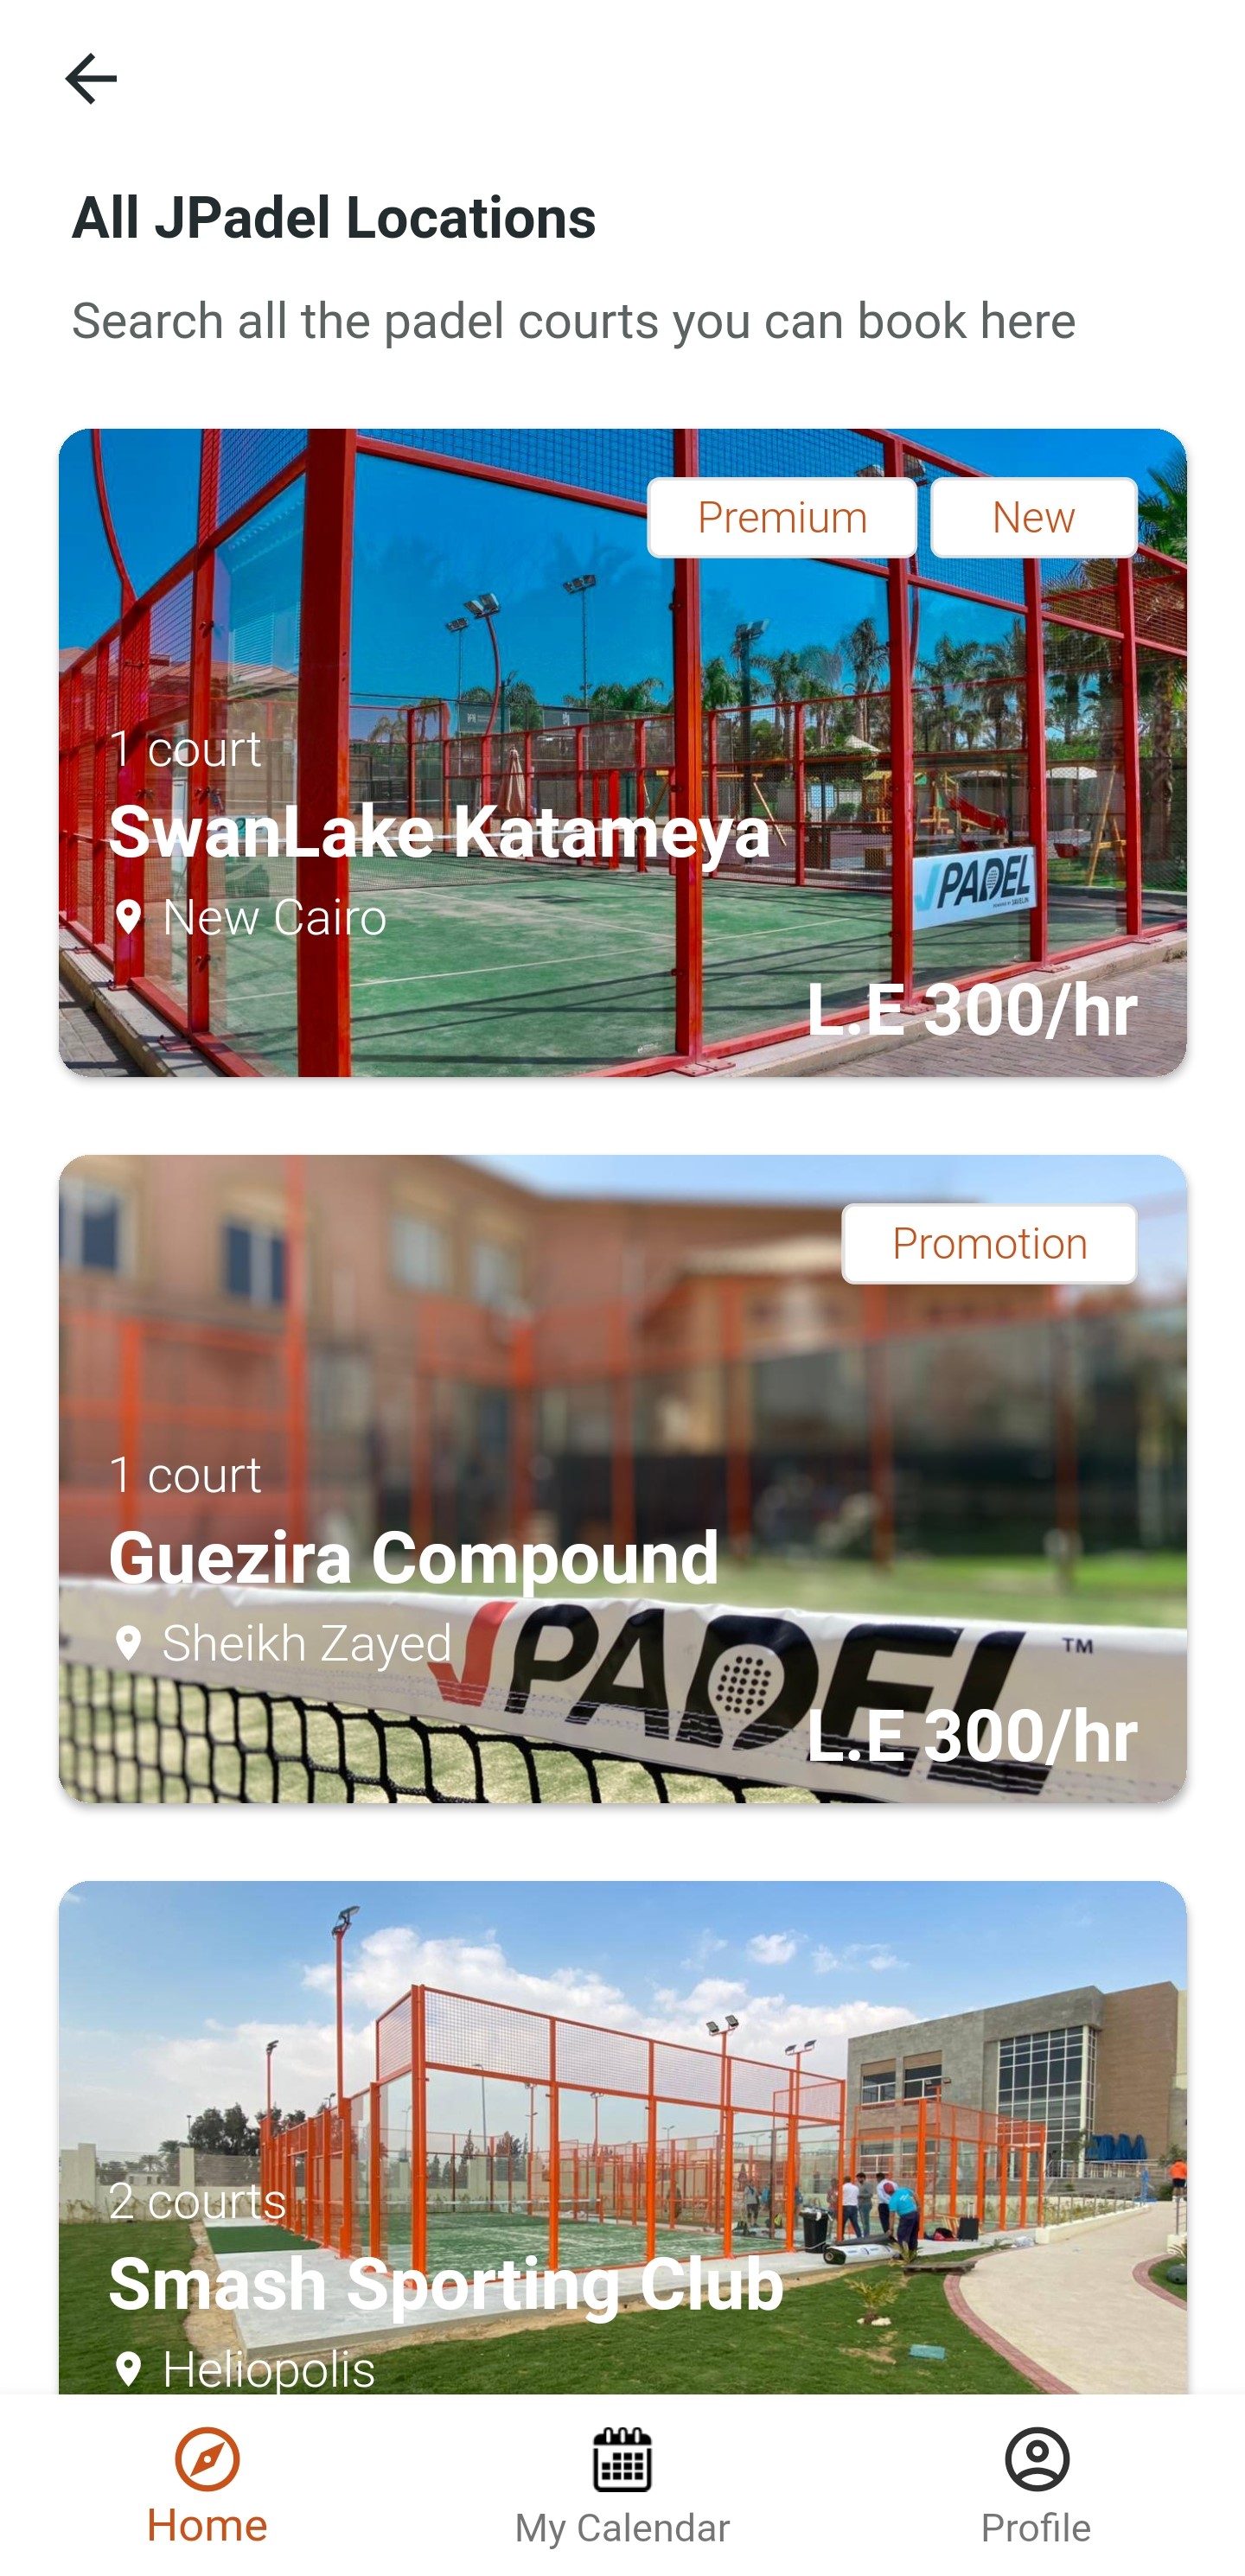 All JPadel Locations
Search all the padel courts you can book here
Premium
New
1 court
SwanLake Katameya
New Cairo
JPADEL
L.E 300/hr
Promotion
1 court
Guezira Compound
Sheikh Zayed
JPADEL™
L.E 300/hr
2 courts
Smash Sporting Club
Heliopolis
Home
My Calendar
Profile